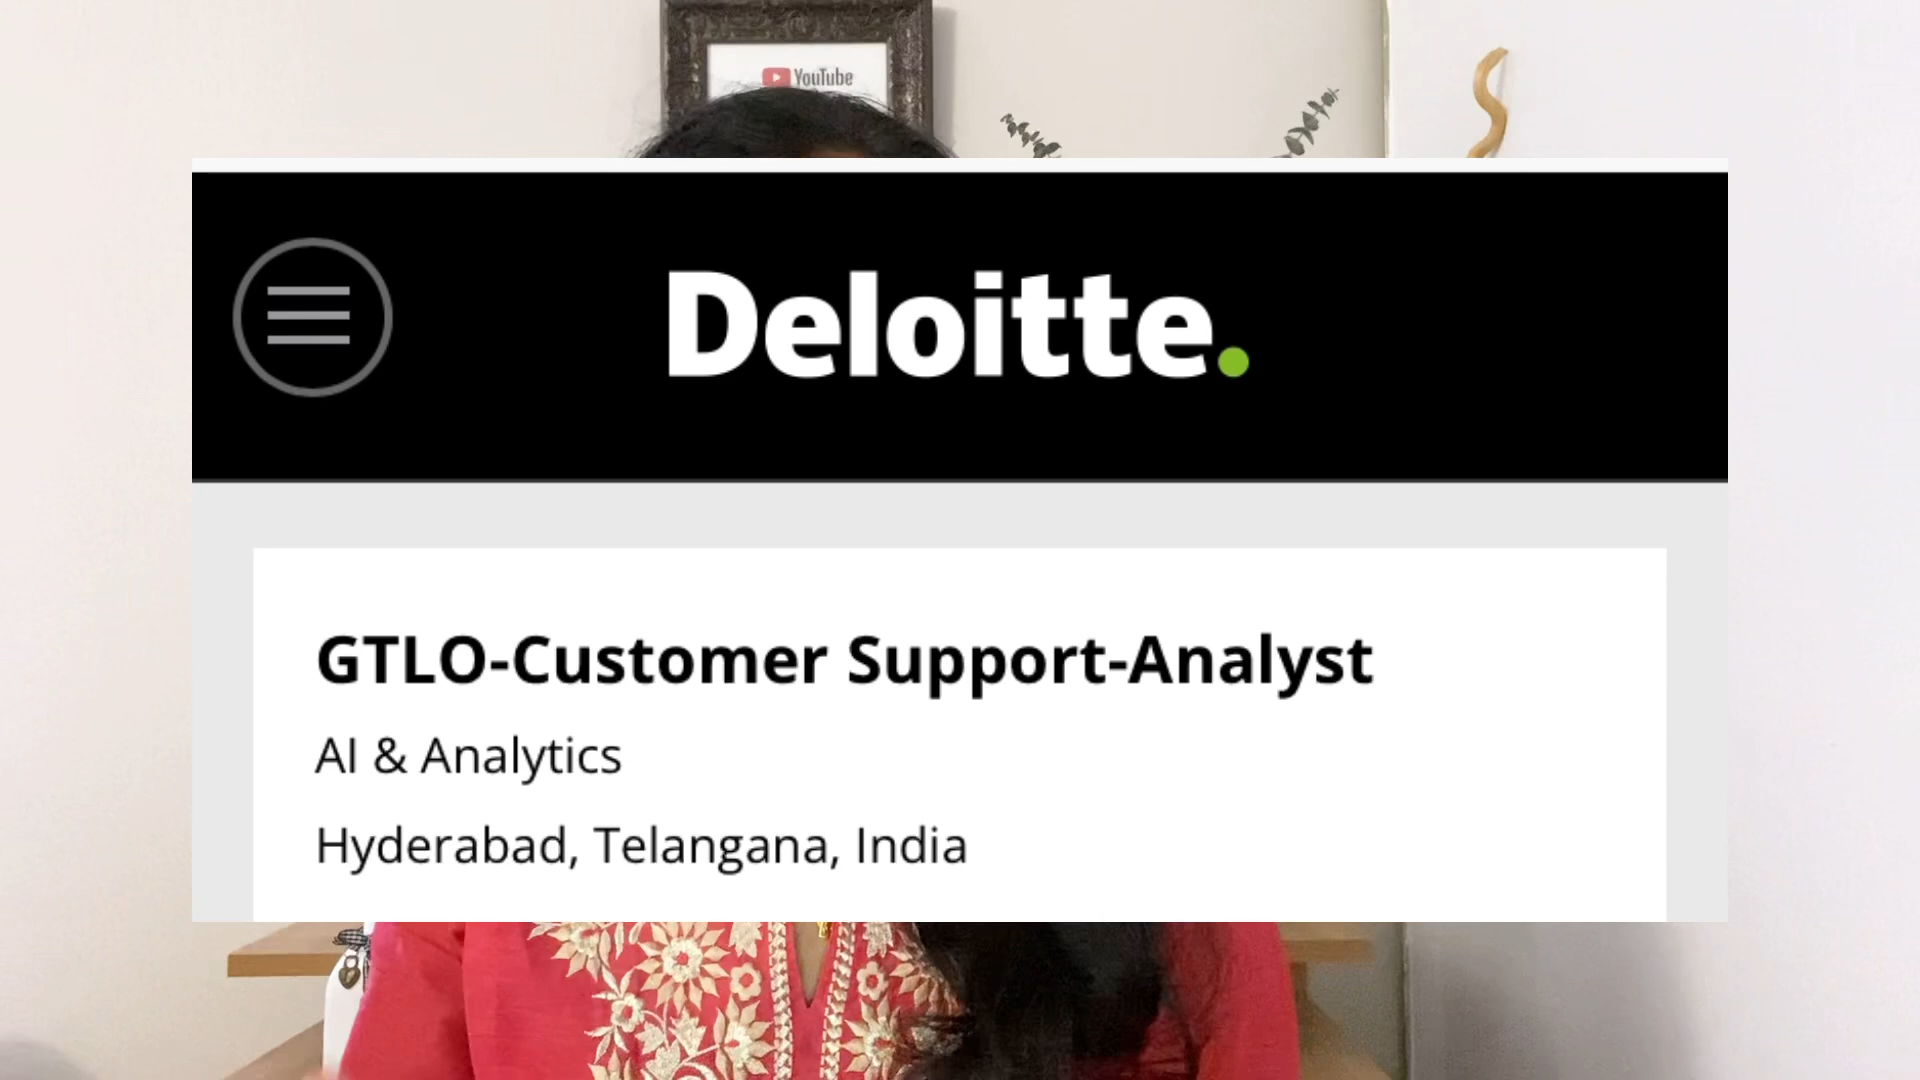 YouTube
Deloitte.
GTLO-Customer Support-Analyst
AI & Analytics
Hyderabad, Telangana, India